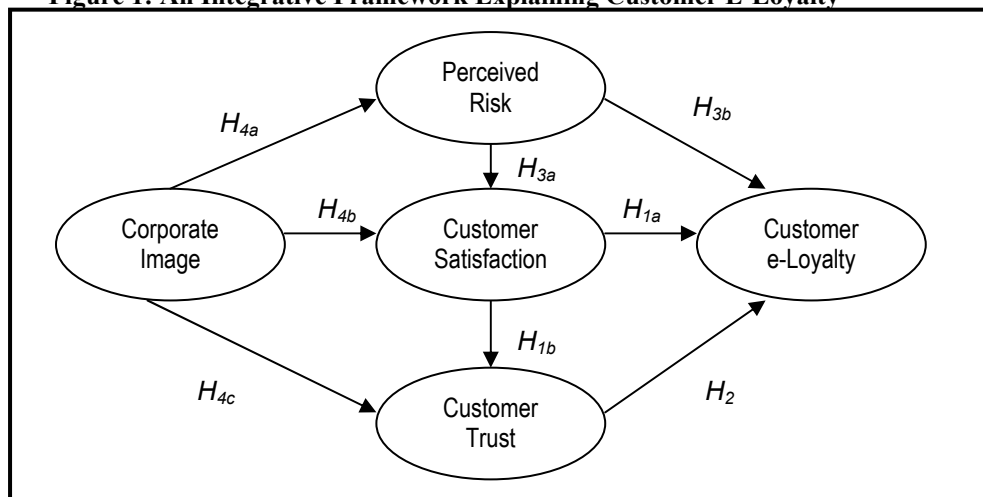 Figure 1: An Integrative Framework Explaining Customer E-Loyalty
Perceived
Risk
H4a
H3b
H3a
Corporate
Image
H4b
Customer
Satisfaction
H1a
Customer
e-Loyalty
H1b
H4c
Customer
Trust
H2